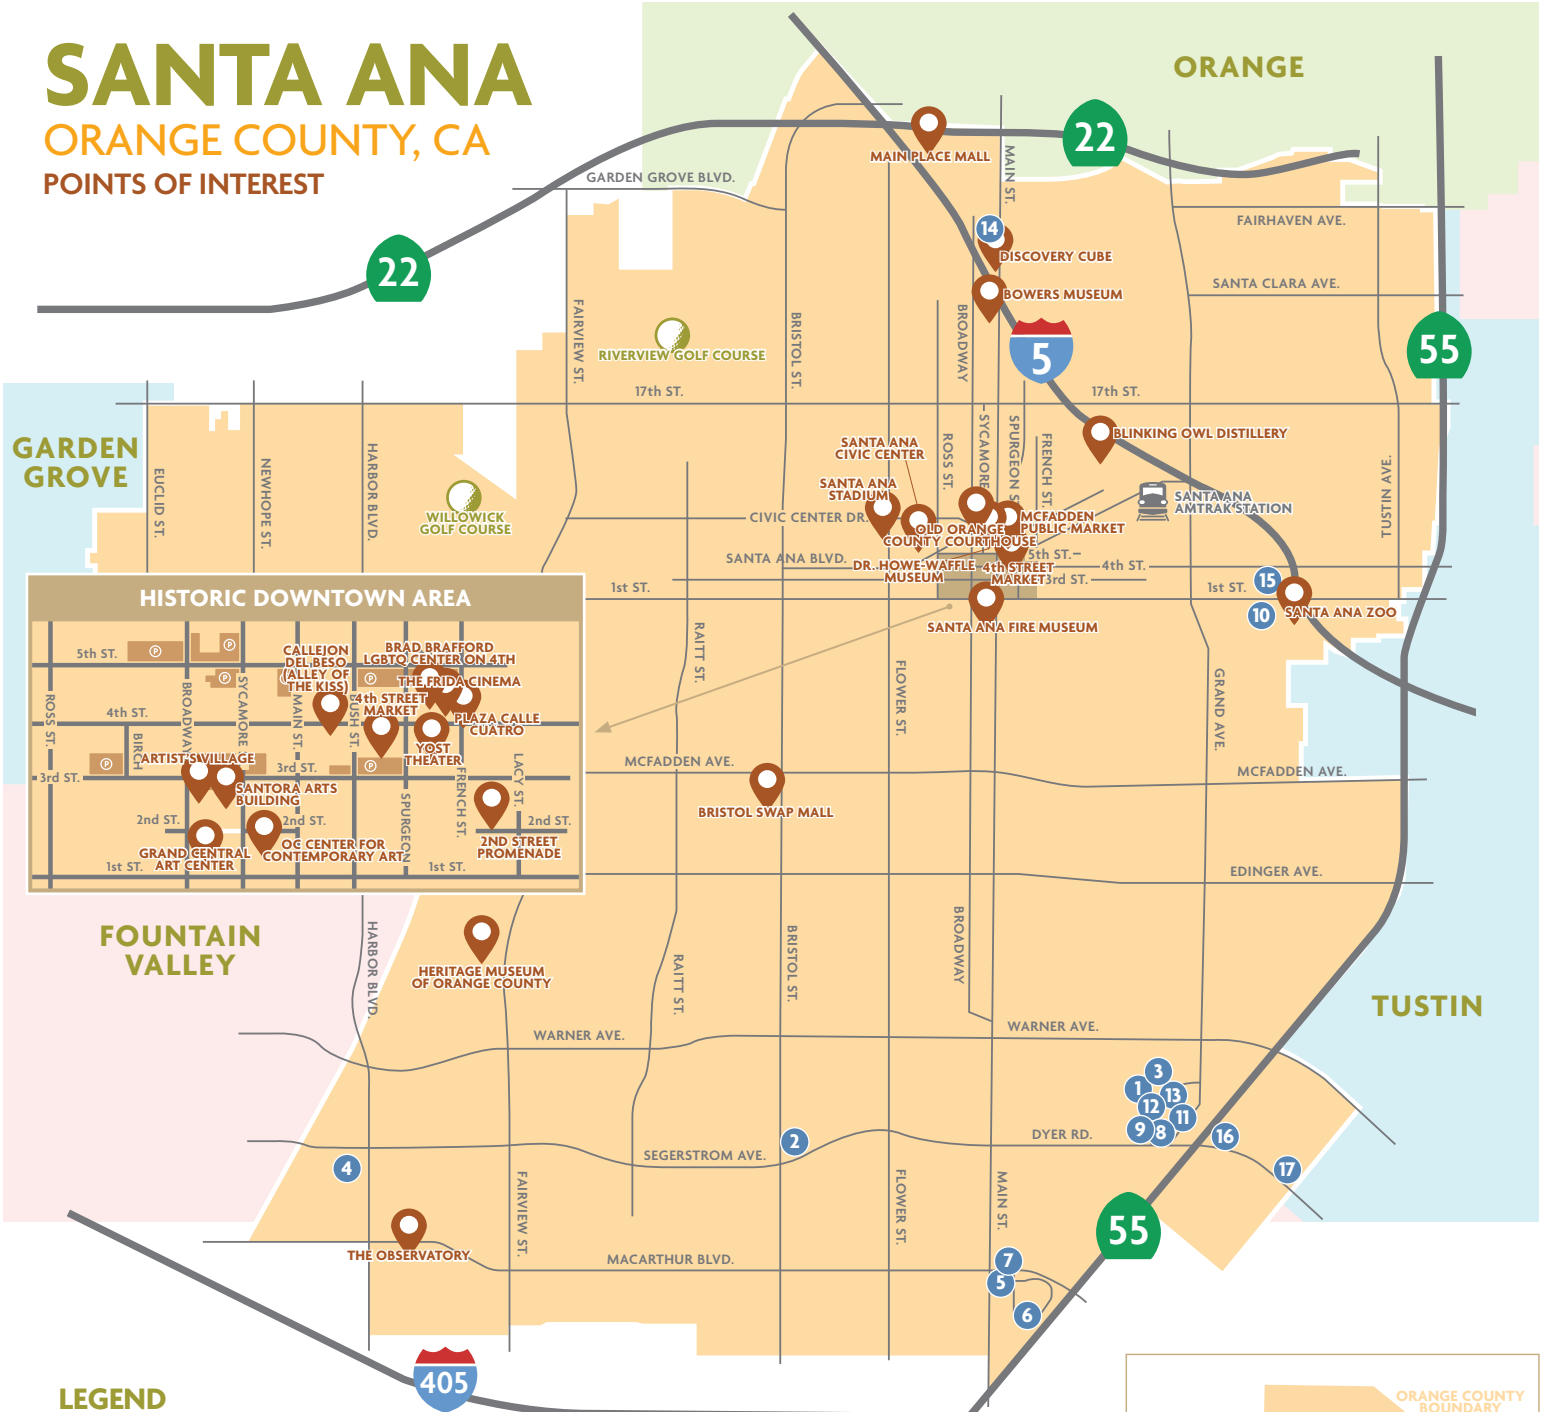 SANTA ANA
ORANGE COUNTY, CA
POINTS OF INTEREST
ORANGE
22
22
MAIN PLACE MALL
MAIN ST.
GARDEN GROVE BLVD.
FAIRHAVEN AVE.
14
DISCOVERY CUBE
SANTA CLARA AVE.
BOWERS MUSEUM
FAIRVIEW ST.
BRISTOL ST.
BROADWAY
5
55
RIVERVIEW GOLF COURSE
17th ST.
17th ST.
GARDEN
GROVE
EUCLID ST.
NEWHOPE ST.
HARBOR BLVD.
WILLOWICK
GOLF COURSE
SANTA ANA
CIVIC CENTER
ROSS ST.
SYCAMORE
SPURGEON S
FRENCH ST.
BLINKING OWL DISTILLERY
SANTA ANA
STADIUM
SANTA ANA
AMTRAK STATION
TUSTIN AVE.
CIVIC CENTER DR.
MCFADDEN
PUBLIC MARKET
OLD ORANGE
COUNTY COURTHOUSE
SANTA ANA BLVD.
5th ST.
DR. HOWE-WAFFLE
MUSEUM
4th STREET
MARKET
4th ST.
3rd ST.
1st ST.
1st ST.
15
10
SANTA ANA ZOO
SANTA ANA FIRE MUSEUM
HISTORIC DOWNTOWN AREA
5th ST.
P
P
P
P
CALLEJON
DEL BESO
(ALLEY OF
THE KISS)
BRAD BRAFFORD
LGBTQ CENTER ON 4TH
THE FRIDA CINEMA
4th STREET
MARKET
PLAZA CALLE
CUATRO
YOST
THEATER
ROSS ST.
BROADWAY
SYCAMORE
MAIN ST.
BUSH ST.
4th ST.
BIRCH
P
P
ARTIST'S VILLAGE
3rd ST.
3rd ST.
SANTORA ARTS
BUILDING
SPURGEON
FRENCH ST.
LACY ST.
2nd ST.
2nd ST.
2nd ST.
GRAND CENTRAL
ART CENTER
OC CENTER FOR
CONTEMPORARY ART
2ND STREET
PROMENADE
1st ST.
1st ST.
RAITT ST.
FLOWER ST.
GRAND AVE.
MCFADDEN AVE.
MCFADDEN AVE.
BRISTOL SWAP MALL
EDINGER AVE.
FOUNTAIN
VALLEY
HARBOR BLVD.
HERITAGE MUSEUM
OF ORANGE COUNTY
RAITT ST.
BRISTOL ST.
BROADWAY
TUSTIN
WARNER AVE.
WARNER AVE.
3
1
13
12
11
9
8
16
17
DYER RD.
2
SEGERSTROM AVE.
4
FAIRVIEW ST.
FLOWER ST.
MAIN ST.
55
THE OBSERVATORY
MACARTHUR BLVD.
7
5
6
405
LEGEND
ORANGE COUNTY
BOUNDARY